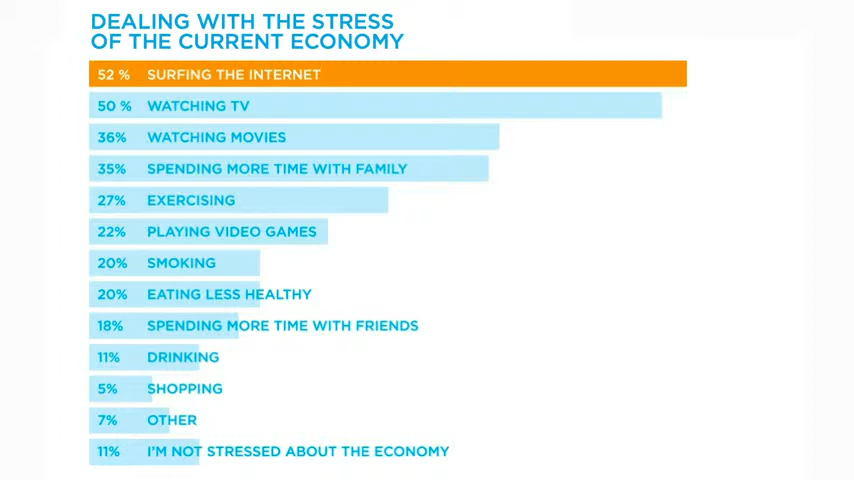 DEALING WITH THE STRESS
OF THE CURRENT ECONOMY
52 % SURFING THE INTERNET
50 % WATCHING TV
36% WATCHING MOVIES
35% SPENDING MORE TIME WITH FAMILY
27% EXERCISING
22% PLAYING VIDEO GAMES
20% SMOKING
20% EATING LESS HEALTHY
18% SPENDING MORE TIME WITH FRIENDS
11% DRINKING
5% SHOPPING
7% OTHER
11% I'M NOT STRESSED ABOUT THE ECONOMY